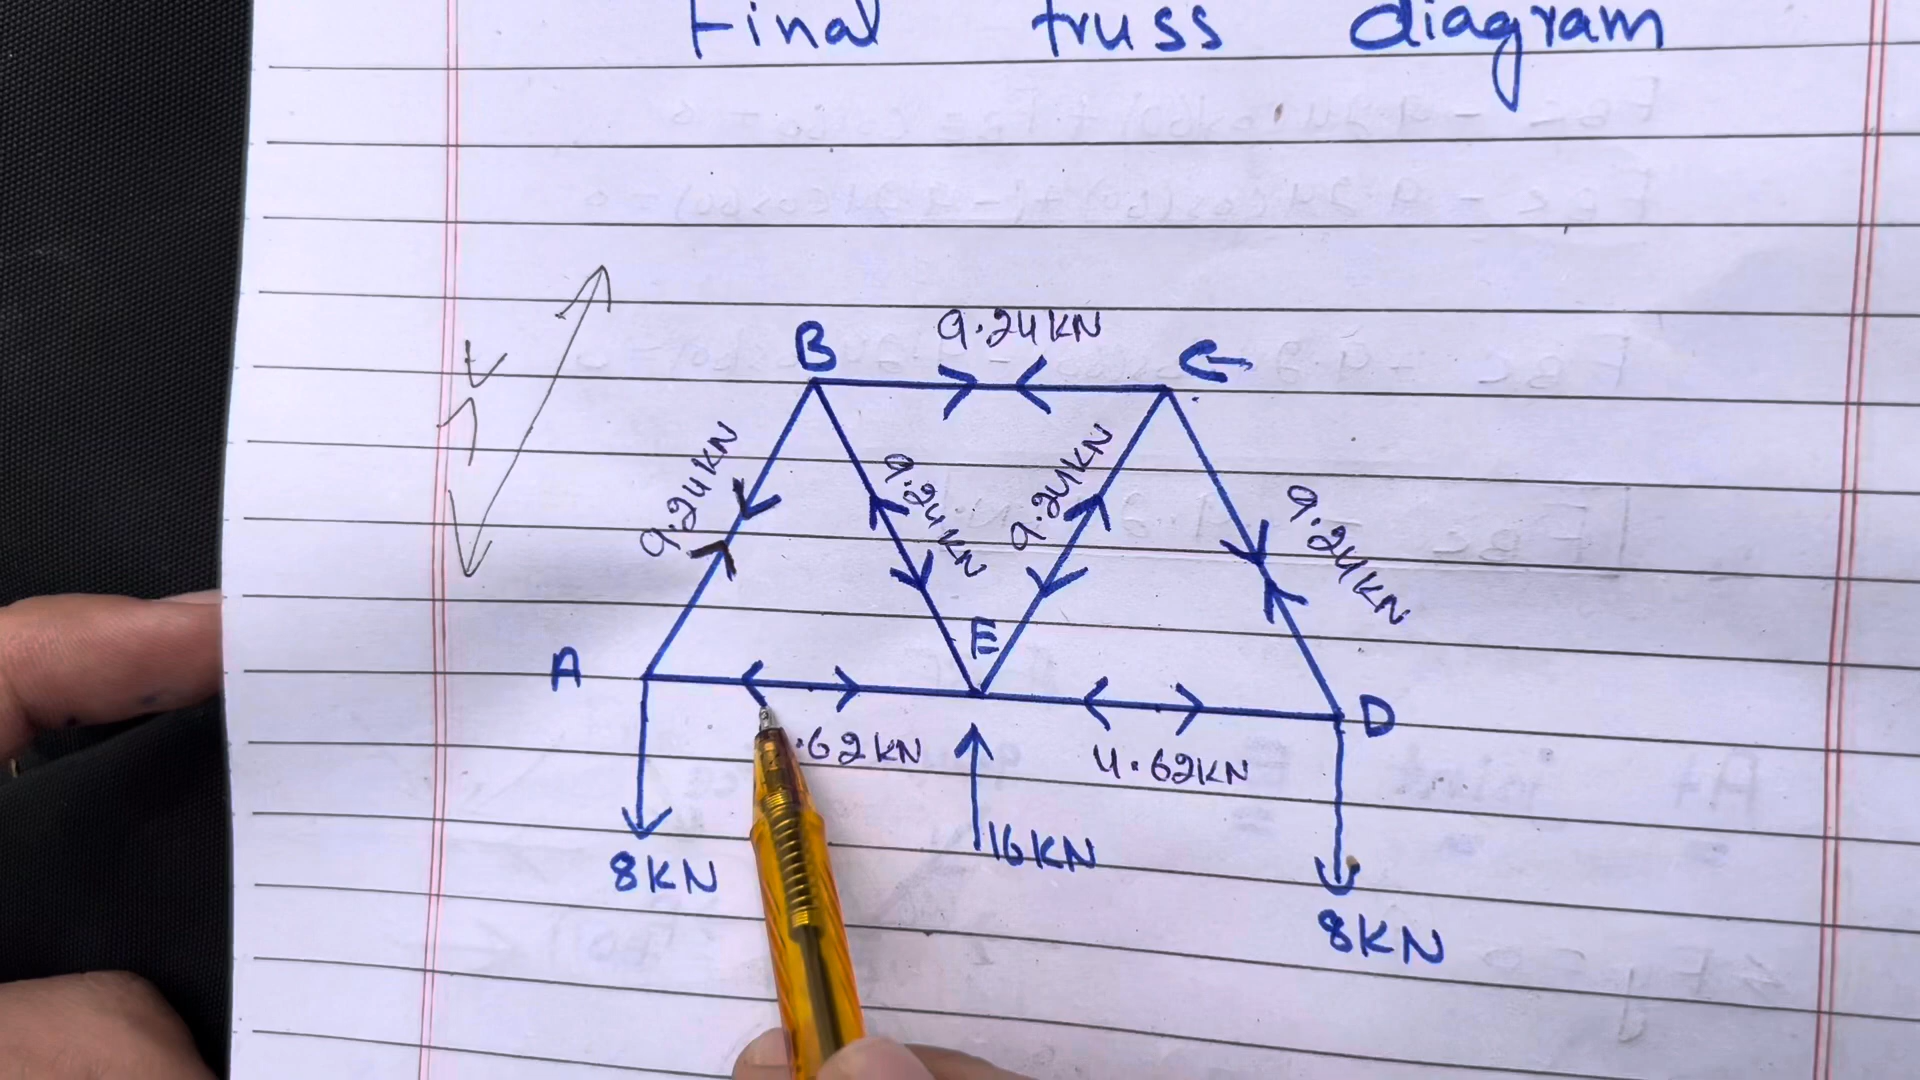 Final truss diagram
B
9.24KN
C
9.24KN
9.24KN
9.24KN
9.24KN
A
E
D
.62KN
4.62KN
8KN
16KN
8KN